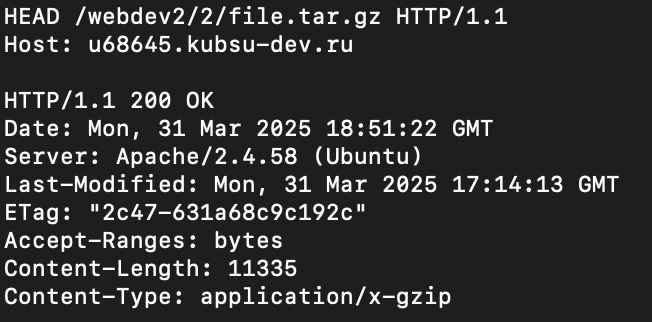 HEAD /webdev2/2/file.tar.gz HTTP/1.1
Host: u68645.kubsu-dev.ru

HTTP/1.1 200 OK
Date: Mon, 31 Mar 2025 18:51:22 GMT
Server: Apache/2.4.58 (Ubuntu)
Last-Modified: Mon, 31 Mar 2025 17:14:13 GMT
ETag: "2c47-631a68c9c192c"
Accept-Ranges: bytes
Content-Length: 11335
Content-Type: application/x-gzip